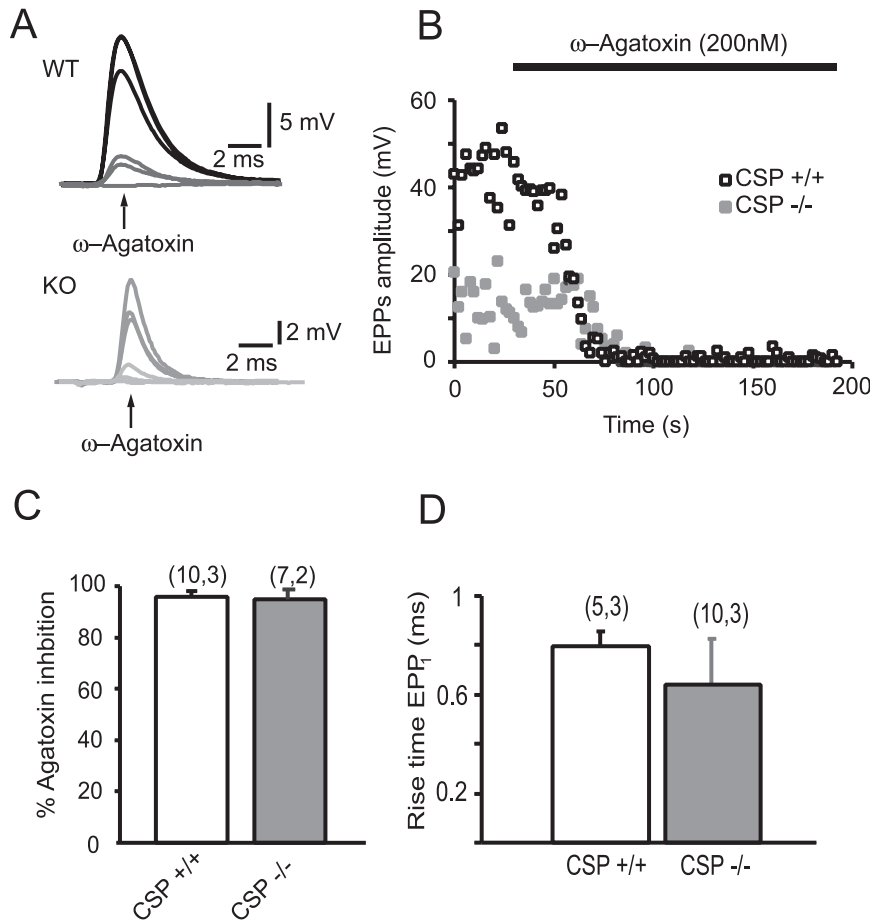 A
WT
5 mV
2 ms
ω–Agatoxin
KO
2 mV
2 ms
ω–Agatoxin
B
ω–Agatoxin (200nM)
EPPs amplitude (mV)
60
40
20
0
0 50 100 150 200
Time (s)
CSP +/+
CSP -/-
C
% Agatoxin inhbition
100
80
60
40
20
0
(10,3) (7,2)
CSP +/+ CSP -/-
D
Rise time EPP1 (ms)
1
0.6
0.2
(5,3) (10,3)
CSP +/+ CSP -/-